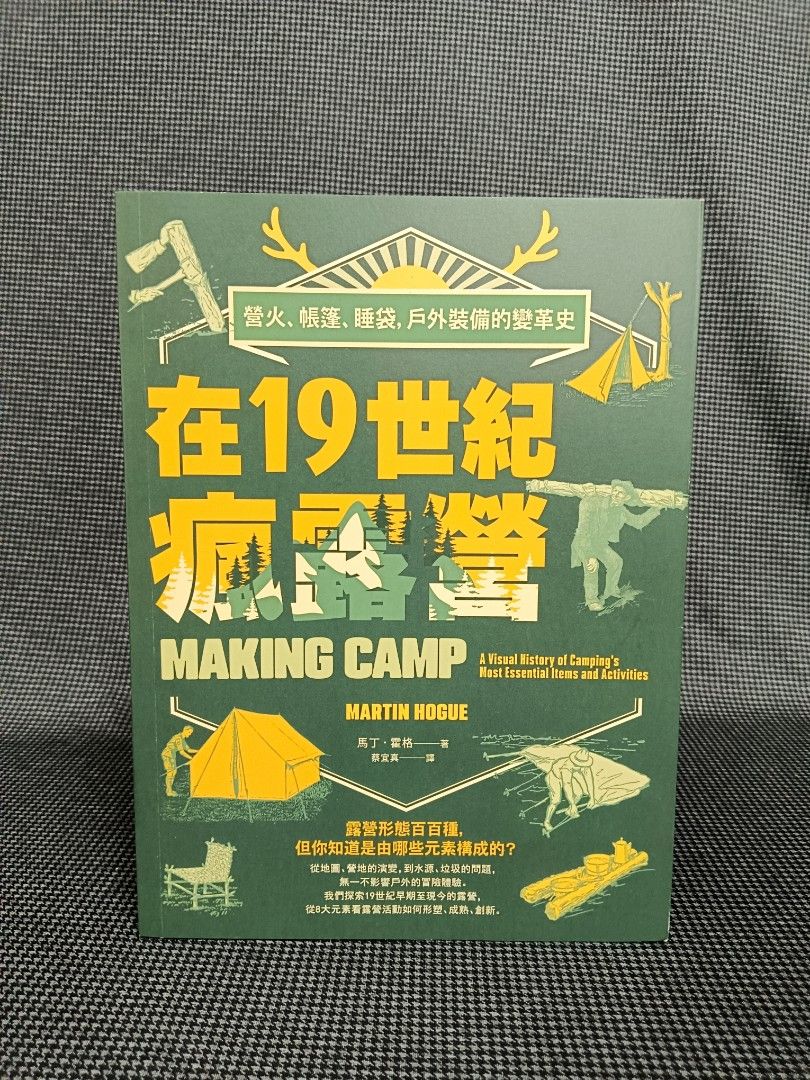 營火、帳篷、睡袋，戶外裝備的變革史
在19世紀
瘋露營
MAKING CAMP
A Visual History of Camping's
Most Essential Items and Activities
MARTIN HOGUE
馬丁・霍格——著
蔡宜真——譯
露營形態百百種，
但你知道是由哪些元素構成的？
從地圖、營地的演變，到水源、垃圾的問題，
無一不影響戶外的冒險體驗。
我們探索19世紀早期至現今的露營，
從8大元素看露營活動如何形塑、成熟、創新。